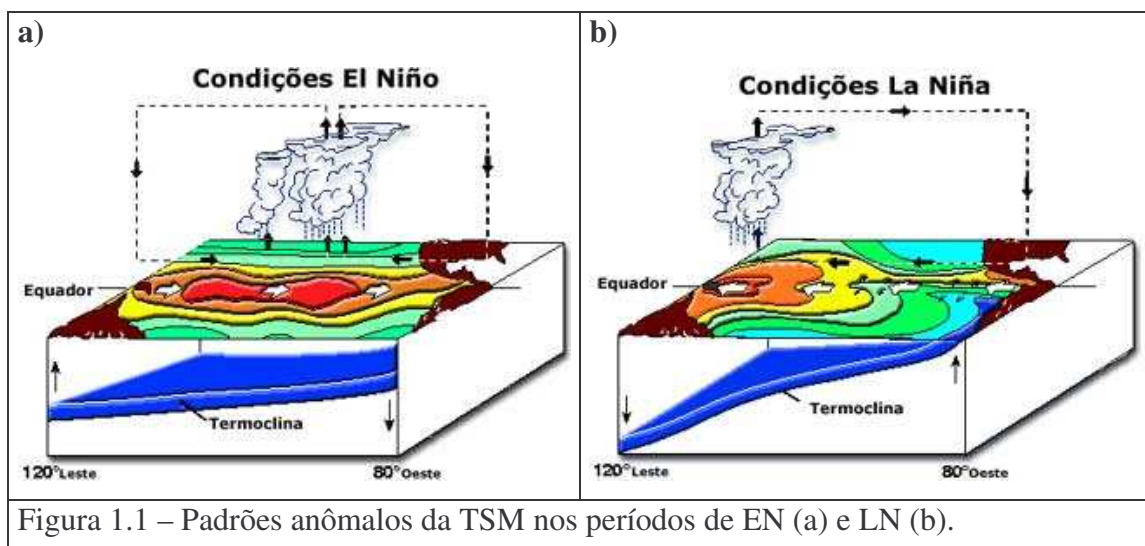 a)
Condições El Niño
Equador
Termoclina
120°Leste
80°Oeste
b)
Condições La Niña
Equador
Termoclina
120°Leste
80°Oeste
Figura 1.1 – Padrões anômalos da TSM nos períodos de EN (a) e LN (b).